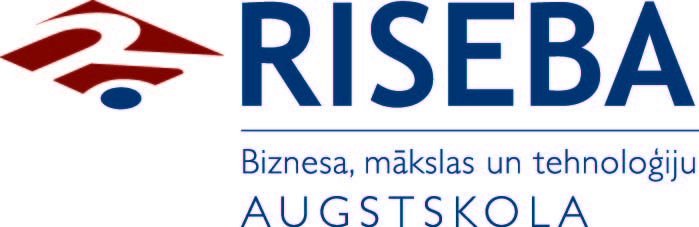 RISEBA
Biznesa, mākslas un tehnoloģiju
AUGSTSKOLA